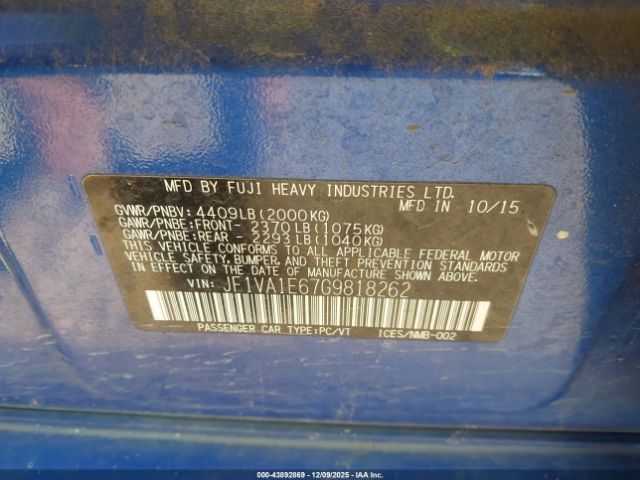 MFD BY FUJI HEAVY INDUSTRIES LTD.
MFD IN 10/15
GVWR/PNBV: 4409LB(2000KG)
GAWR/PNBE:FRONT- 2370LB(1075KG)
GAWR/PNBE:REAR - 2293LB(1040KG)
THIS VEHICLE CONFORMS TO ALL APPLICABLE FEDERAL MOTOR
VEHICLE SAFETY, BUMPER, AND THEFT PREVENTION STANDARDS
IN EFFECT ON THE DATE OF MANUFACTURE SHOWN ABOVE.
VIN: JF1VA1E67G9818262
PASSENGER CAR TYPE:PC/VT ICES/NMB-002
000-43892869 | 12/09/2025 | IAAI, Inc.